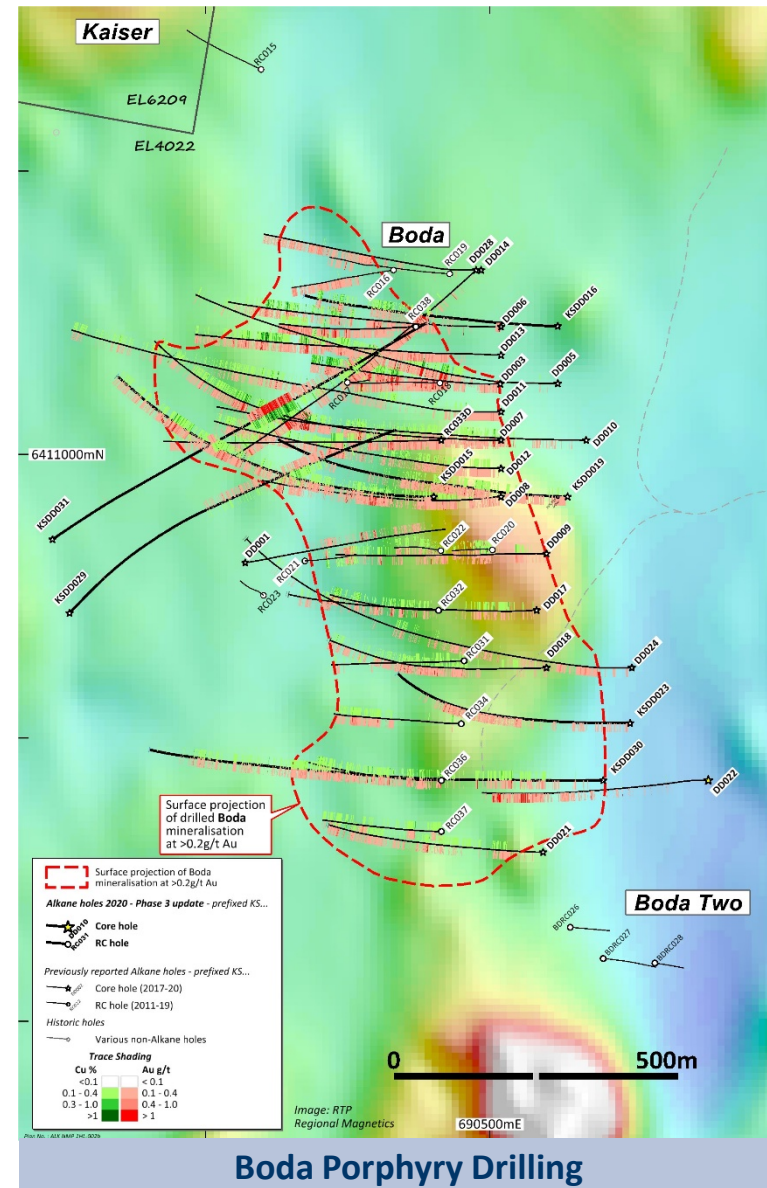 Kaiser
RC015
EL6209
EL4022
Boda
RC016
RC019
DD028
DD014
RC038
DD006
KSDD016
DD013
RC017
RC018
DD003
DD005
DD011
RC033D
DD007
DD010
6411000mN
DD012
KSDD015
DD008
KSDD019
KSDD031
DD001
RC021
RC022
RC020
DD009
KSDD029
RC023
RC032
DD017
RC031
DD018
DD024
RC034
KSDD023
RC036
KSDD030
DD022
Surface projection
of drilled Boda
mineralisation
at >0.2g/t Au
RC037
DD021
Boda Two
BDRC026
BDRC027
BDRC028
Surface projection of Boda
mineralisation at >0.2g/t Au
Alkane holes 2020 - Phase 3 update - prefixed KS...
DD010
Core hole
RC031
RC hole
Previously reported Alkane holes - prefixed KS...
Core hole (2017-20)
RC hole (2011-19)
Historic holes
Various non-Alkane holes
Trace Shading
Cu % Au g/t
<0.1 < 0.1
0.1 - 0.4 0.1 - 0.4
0.3 - 1.0 0.4 - 1.0
>1 > 1
0 500m
Image: RTP
Regional Magnetics
690500mE
Boda Porphyry Drilling